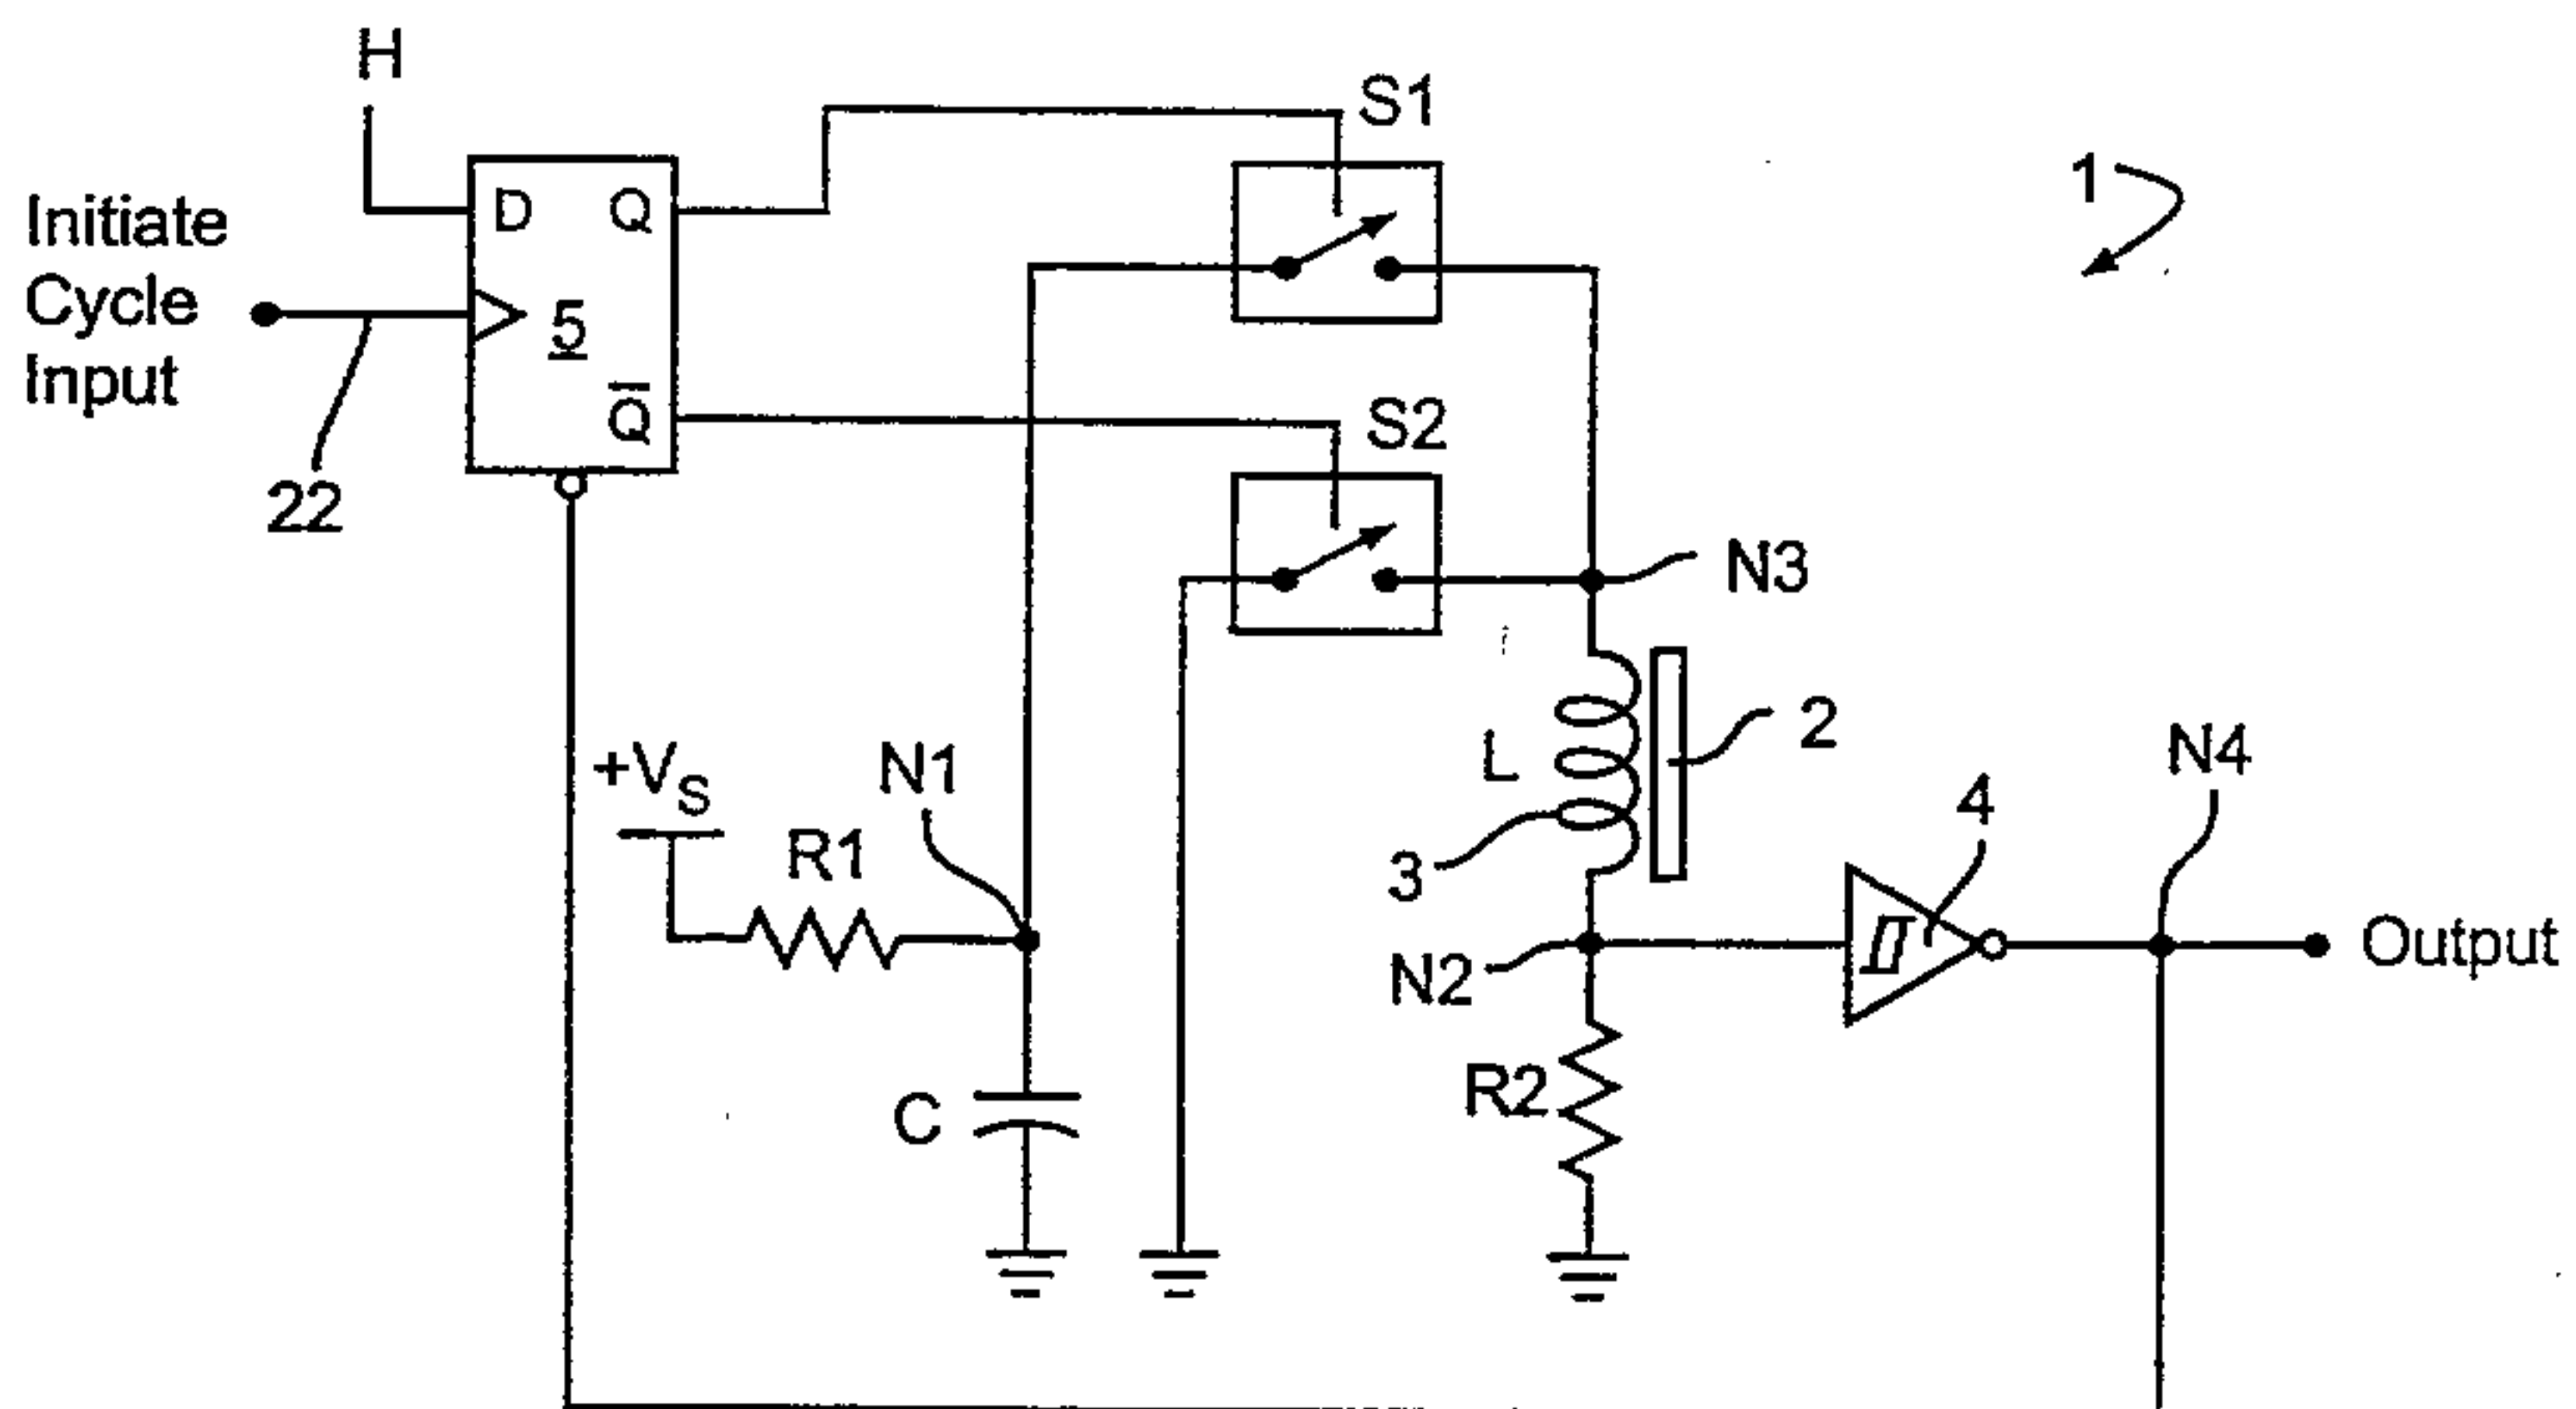 H
S1
1
Initiate
Cycle
Input
D
Q
5
Q̅
22
S2
N3
+VS
N1
R1
L
2
3
4
N4
N2
Output
C
R2